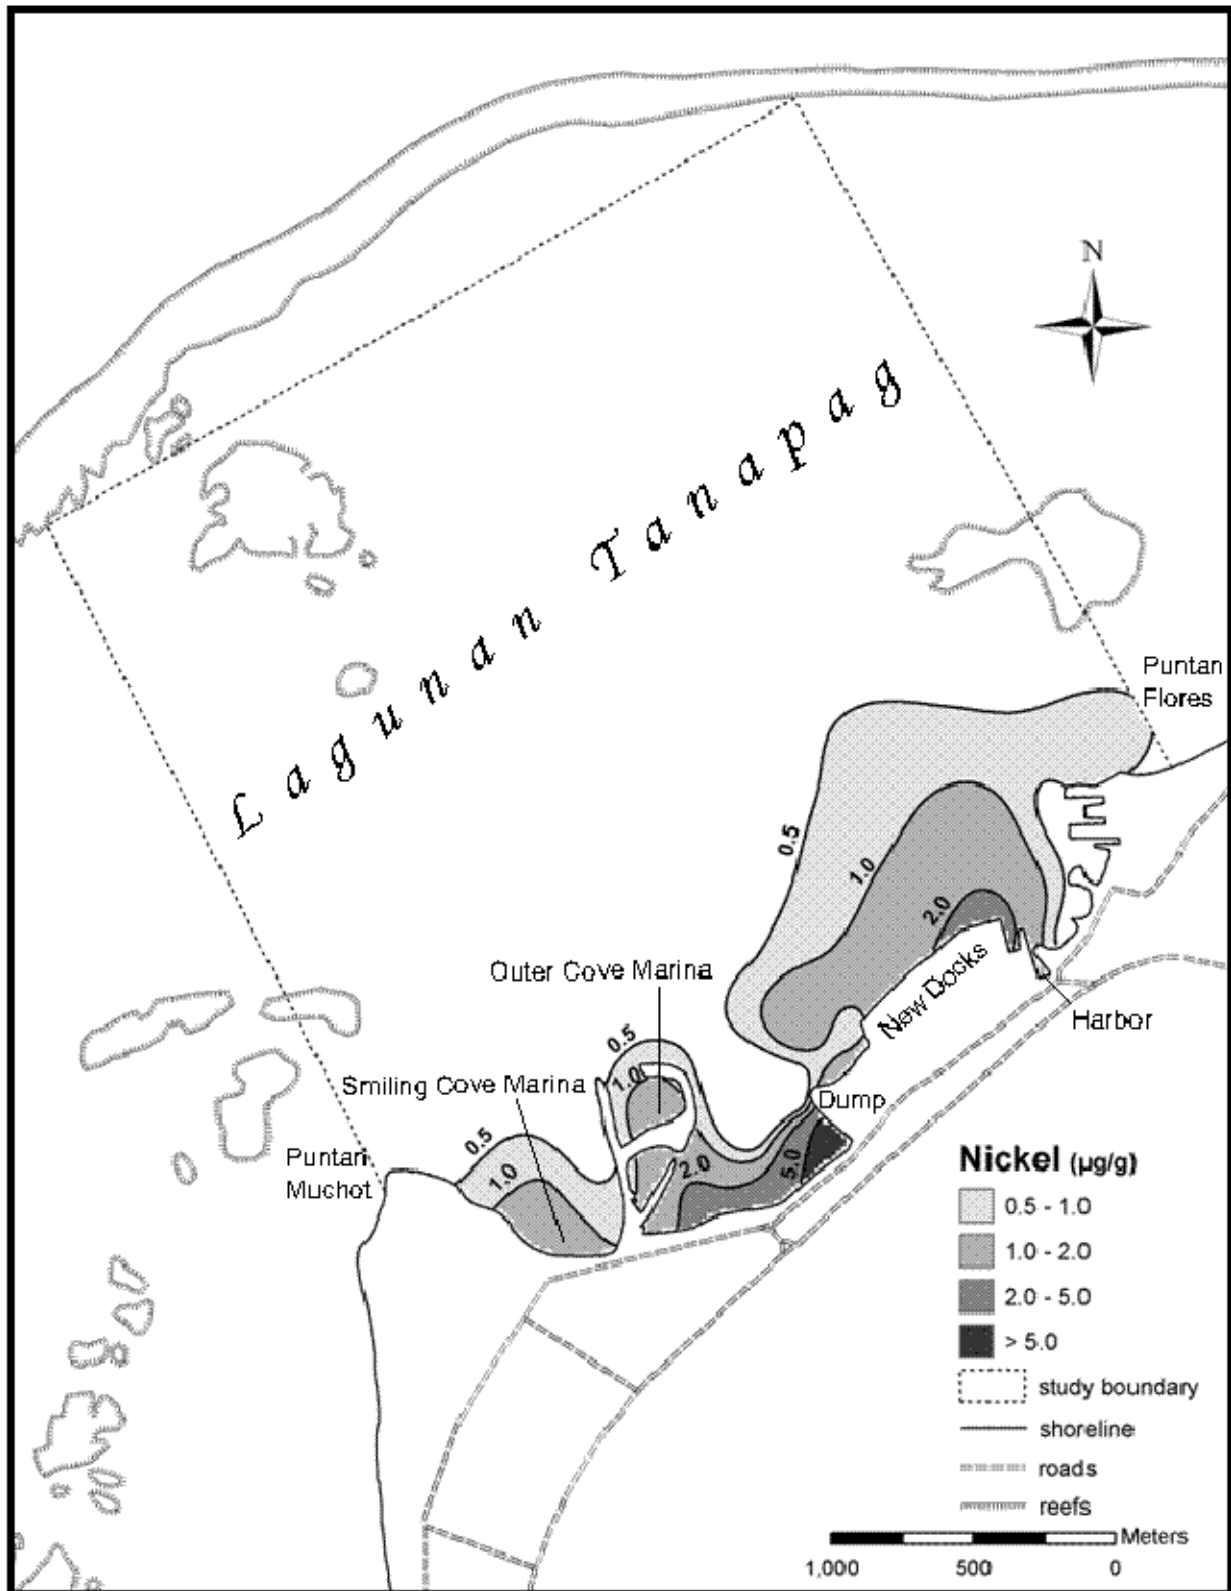 N
Lagunan Tanapag
Puntan
Flores
0.5
1.0
2.0
Outer Cove Marina
New Docks
Harbor
0.5
Smiling Cove Marina
1.0
Dump
0.5
2.0
5.0
Puntan
Muchot
1.0
Nickel (µg/g)
0.5 - 1.0
1.0 - 2.0
2.0 - 5.0
> 5.0
study boundary
shoreline
roads
reefs
Meters
1,000 500 0